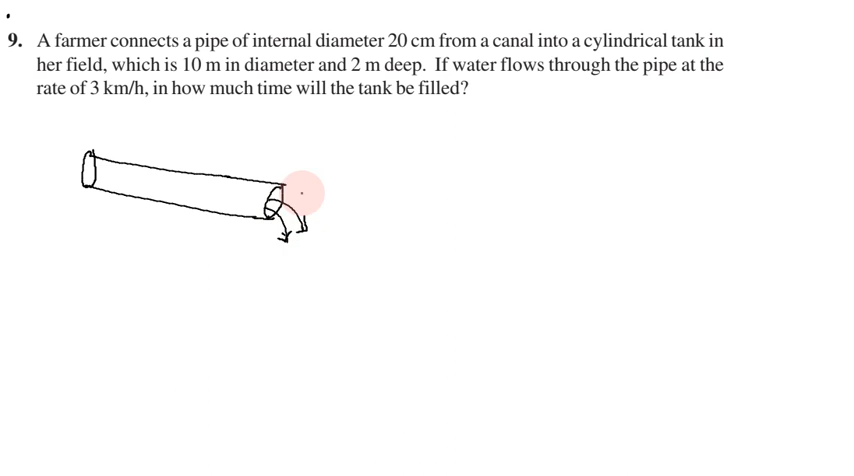 9. A farmer connects a pipe of internal diameter 20 cm from a canal into a cylindrical tank in
her field, which is 10 m in diameter and 2 m deep. If water flows through the pipe at the
rate of 3 km/h, in how much time will the tank be filled?